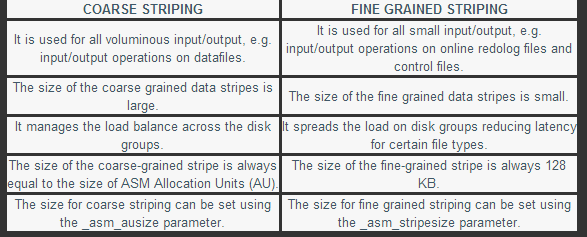 COARSE STRIPING
FINE GRAINED STRIPING
It is used for all voluminous input/output, e.g.
input/output operations on datafiles.
It is used for all small input/output, e.g.
input/output operations on online redolog files and
control files.
The size of the coarse grained data stripes is
large.
The size of the fine grained data stripes is small.
It manages the load balance across the disk
groups.
It spreads the load on disk groups reducing latency
for certain file types.
The size of the coarse-grained stripe is always
equal to the size of ASM Allocation Units (AU).
The size of the fine-grained stripe is always 128
KB.
The size for coarse striping can be set using
the _asm_ausize parameter.
The size for fine grained striping can be set using
the _asm_stripesize parameter.